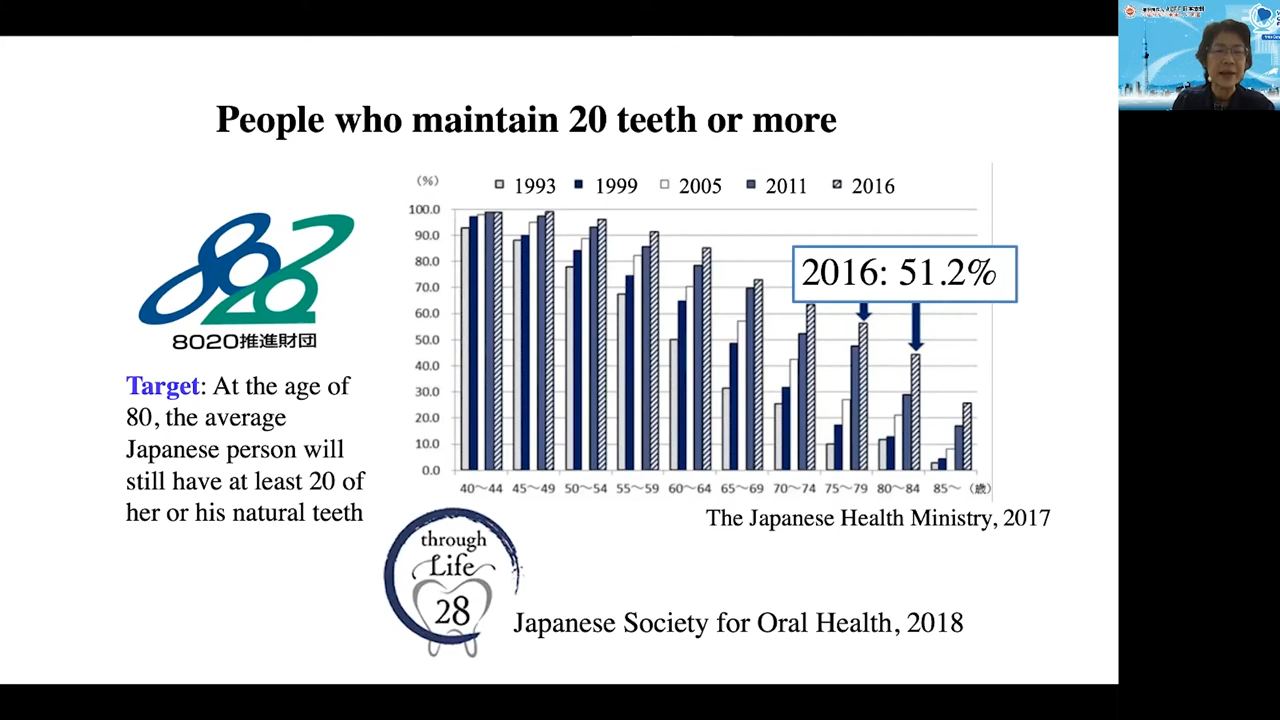 People who maintain 20 teeth or more
(%)
1993 1999 2005 2011 2016
100.0
90.0
80.0
70.0
60.0
50.0
40.0
30.0
20.0
10.0
0.0
2016: 51.2%
40～44 45～49 50～54 55～59 60～64 65～69 70～74 75～79 80～84 85～ (歳)
8020
8020推進財団
Target: At the age of
80, the average
Japanese person will
still have at least 20 of
her or his natural teeth
The Japanese Health Ministry, 2017
through
Life
28
Japanese Society for Oral Health, 2018